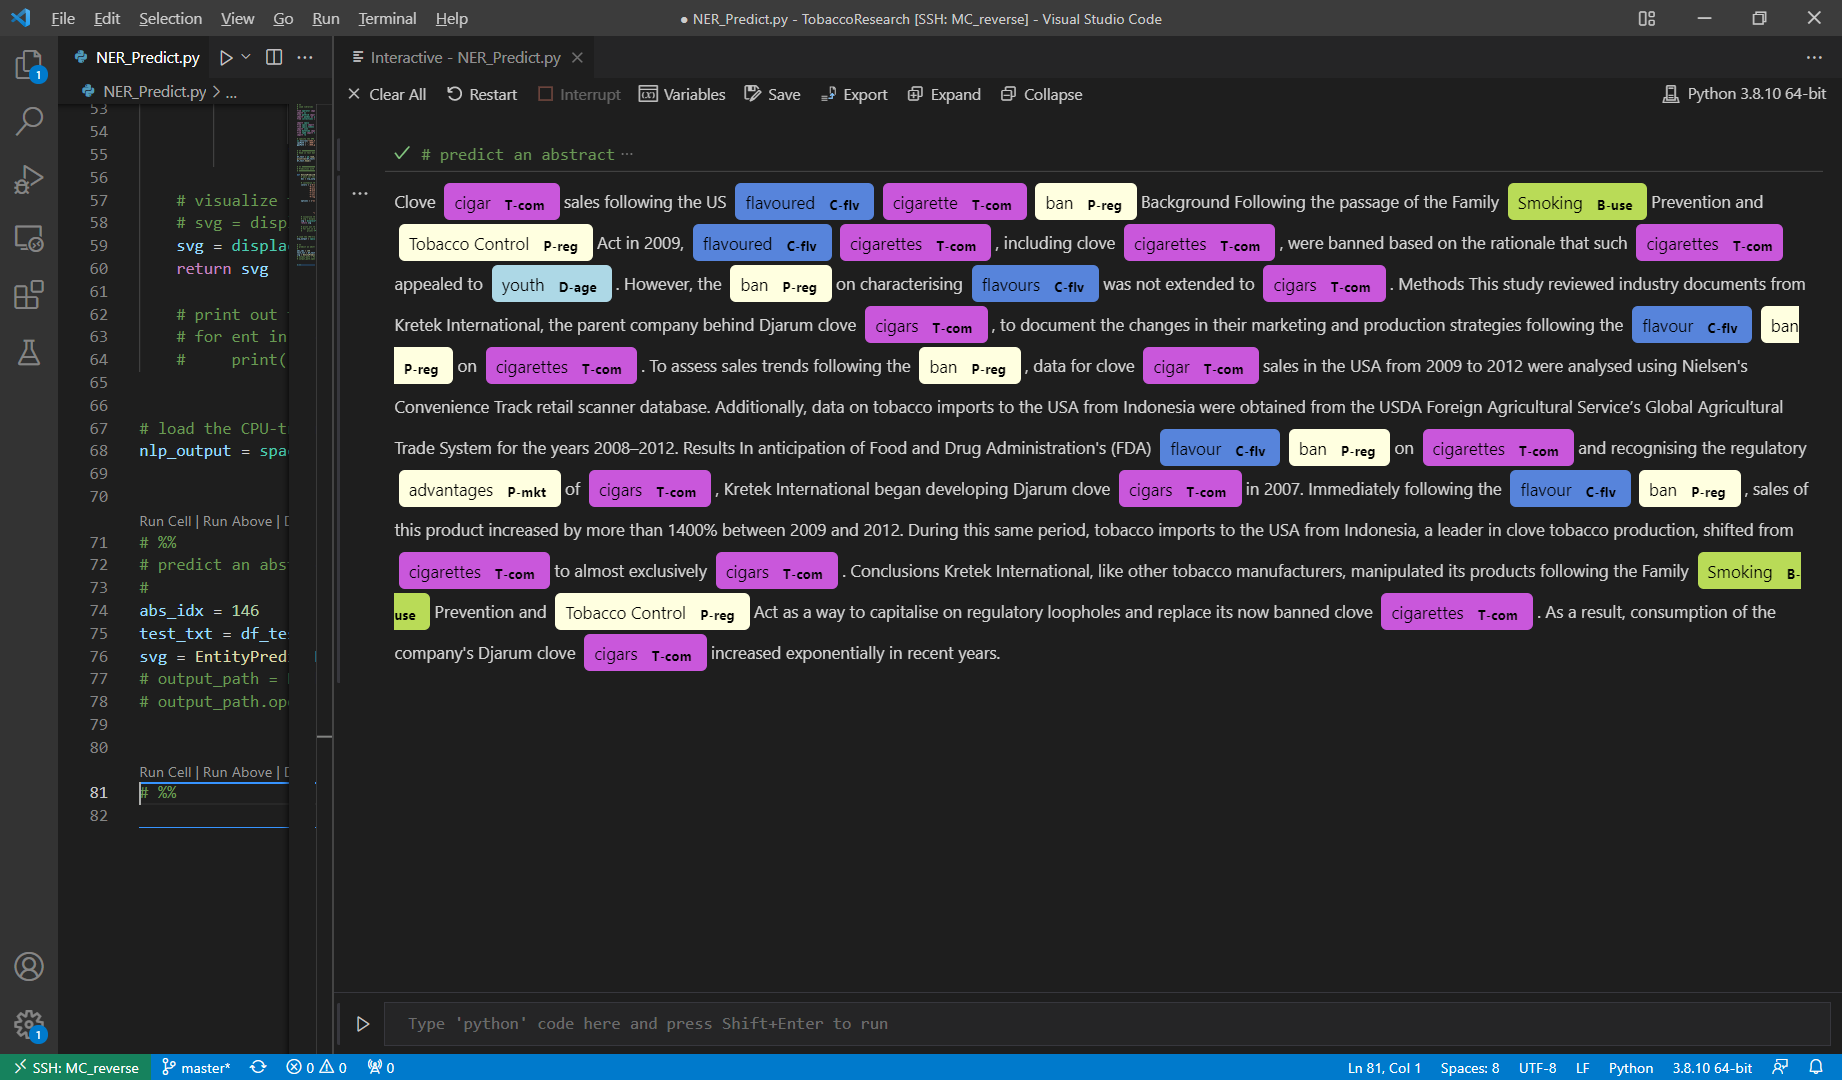 File Edit Selection View Go Run Terminal Help
● NER_Predict.py - TobaccoResearch [SSH: MC_reverse] - Visual Studio Code
NER_Predict.py
Interactive - NER_Predict.py
NER_Predict.py > ...
Clear All Restart Interrupt Variables Save Export Expand Collapse
Python 3.8.10 64-bit
1
53
54
55
56
57 # visualize
58 # svg = disp
59 svg = displa
60 return svg
61
62 # print out
63 # for ent in
64 # print(
65
66
67 # load the CPU-t
68 nlp_output = spa
69
70
Run Cell | Run Above |
71 # %%
72 # predict an abs
73 #
74 abs_idx = 146
75 test_txt = df_te
76 svg = EntityPred
77 # output_path =
78 # output_path.op
79
80
Run Cell | Run Above |
81 # %%
82
1
# predict an abstract ...
Clove cigar T-com sales following the US flavoured C-flv cigarette T-com ban P-reg Background Following the passage of the Family Smoking B-use Prevention and
Tobacco Control P-reg Act in 2009, flavoured C-flv cigarettes T-com , including clove cigarettes T-com , were banned based on the rationale that such cigarettes T-com
appealed to youth D-age . However, the ban P-reg on characterising flavours C-flv was not extended to cigars T-com . Methods This study reviewed industry documents from
Kretek International, the parent company behind Djarum clove cigars T-com , to document the changes in their marketing and production strategies following the flavour C-flv ban
P-reg on cigarettes T-com . To assess sales trends following the ban P-reg , data for clove cigar T-com sales in the USA from 2009 to 2012 were analysed using Nielsen's
Convenience Track retail scanner database. Additionally, data on tobacco imports to the USA from Indonesia were obtained from the USDA Foreign Agricultural Service’s Global Agricultural
Trade System for the years 2008–2012. Results In anticipation of Food and Drug Administration's (FDA) flavour C-flv ban P-reg on cigarettes T-com and recognising the regulatory
advantages P-mkt of cigars T-com , Kretek International began developing Djarum clove cigars T-com in 2007. Immediately following the flavour C-flv ban P-reg , sales of
this product increased by more than 1400% between 2009 and 2012. During this same period, tobacco imports to the USA from Indonesia, a leader in clove tobacco production, shifted from
cigarettes T-com to almost exclusively cigars T-com . Conclusions Kretek International, like other tobacco manufacturers, manipulated its products following the Family Smoking B-
use Prevention and Tobacco Control P-reg Act as a way to capitalise on regulatory loopholes and replace its now banned clove cigarettes T-com . As a result, consumption of the
company's Djarum clove cigars T-com increased exponentially in recent years.
Type 'python' code here and press Shift+Enter to run
SSH: MC_reverse master* 0 0 0
Ln 81, Col 1 Spaces: 8 UTF-8 LF Python 3.8.10 64-bit